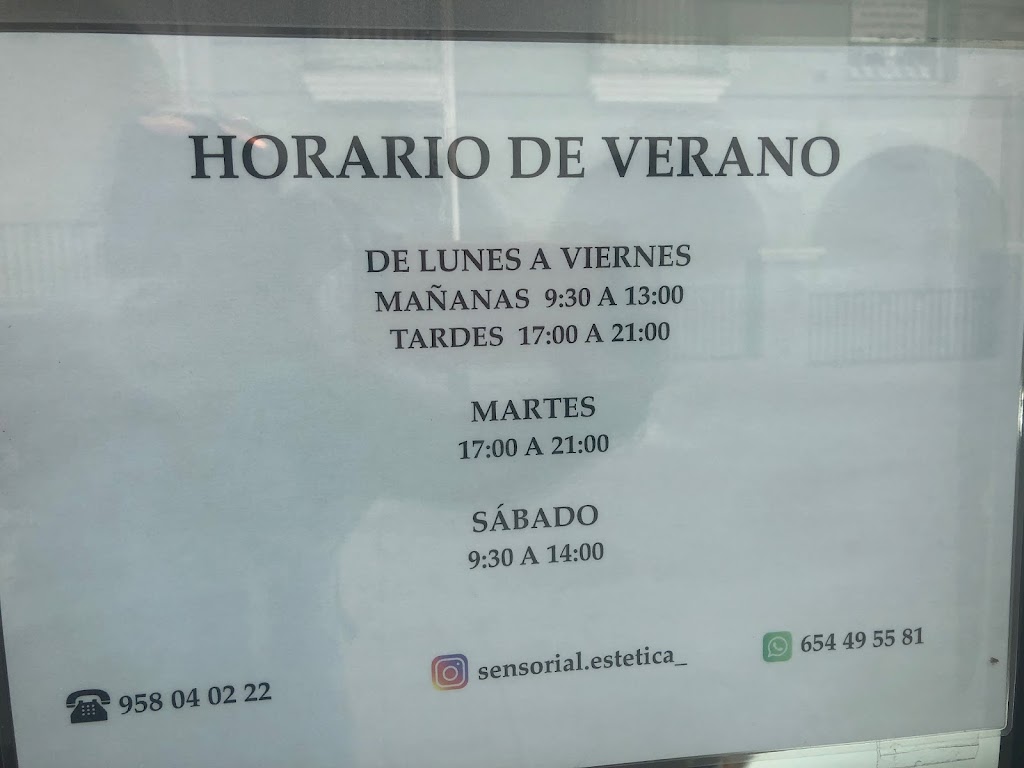 HORARIO DE VERANO
DE LUNES A VIERNES
MAÑANAS 9:30 A 13:00
TARDES 17:00 A 21:00
MARTES
17:00 A 21:00
SÁBADO
9:30 A 14:00
958 04 02 22
sensorial.estetica_
654 49 55 81